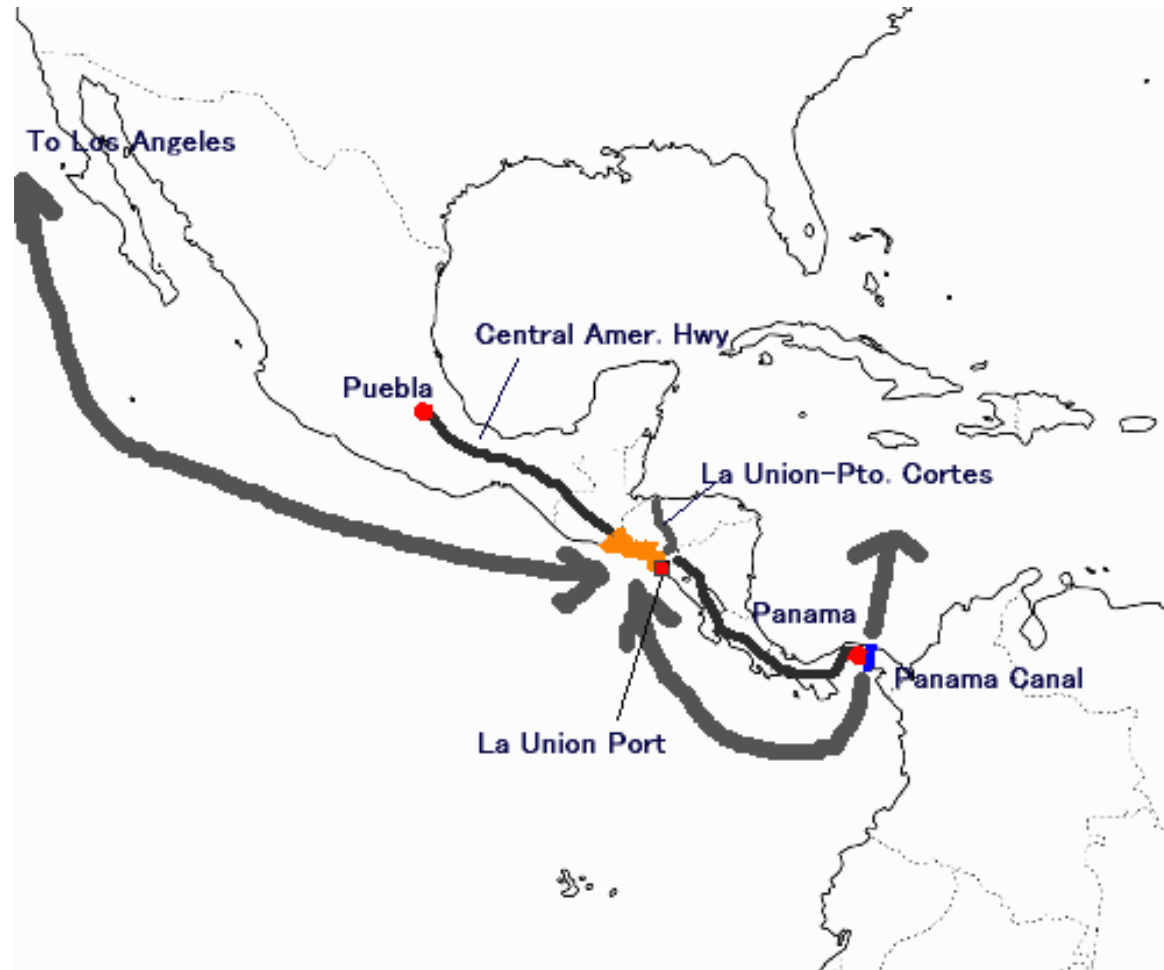 To Los Angeles
Central Amer. Hwy
Puebla
La Union-Pto. Cortes
Panama
Panama Canal
La Union Port